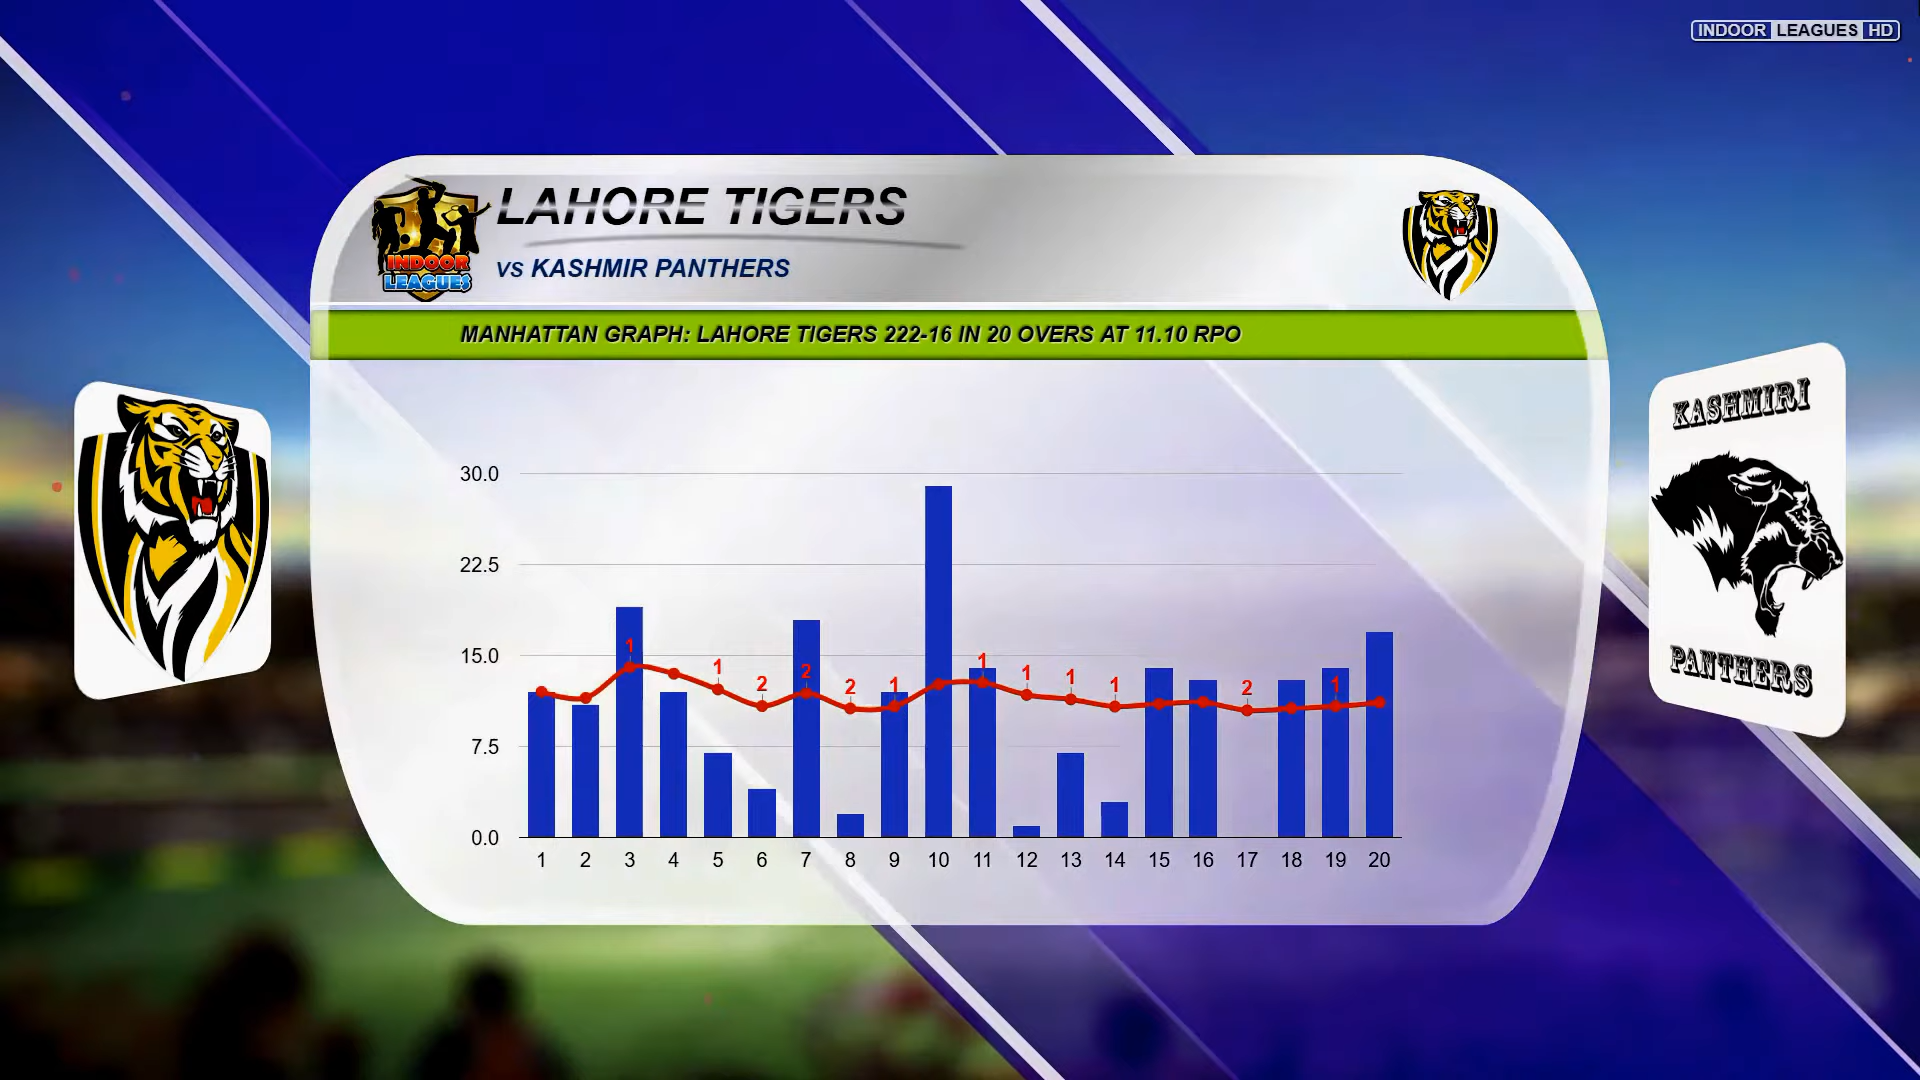 INDOOR LEAGUES HD
LAHORE TIGERS
VS KASHMIR PANTHERS
INDOOR
LEAGUES
MANHATTAN GRAPH: LAHORE TIGERS 222-16 IN 20 OVERS AT 11.10 RPO
KASHMIRI
PANTHERS
30.0
22.5
15.0
7.5
0.0
1 1 2 2 2 1 1 1 1 1 2 1
1 2 3 4 5 6 7 8 9 10 11 12 13 14 15 16 17 18 19 20